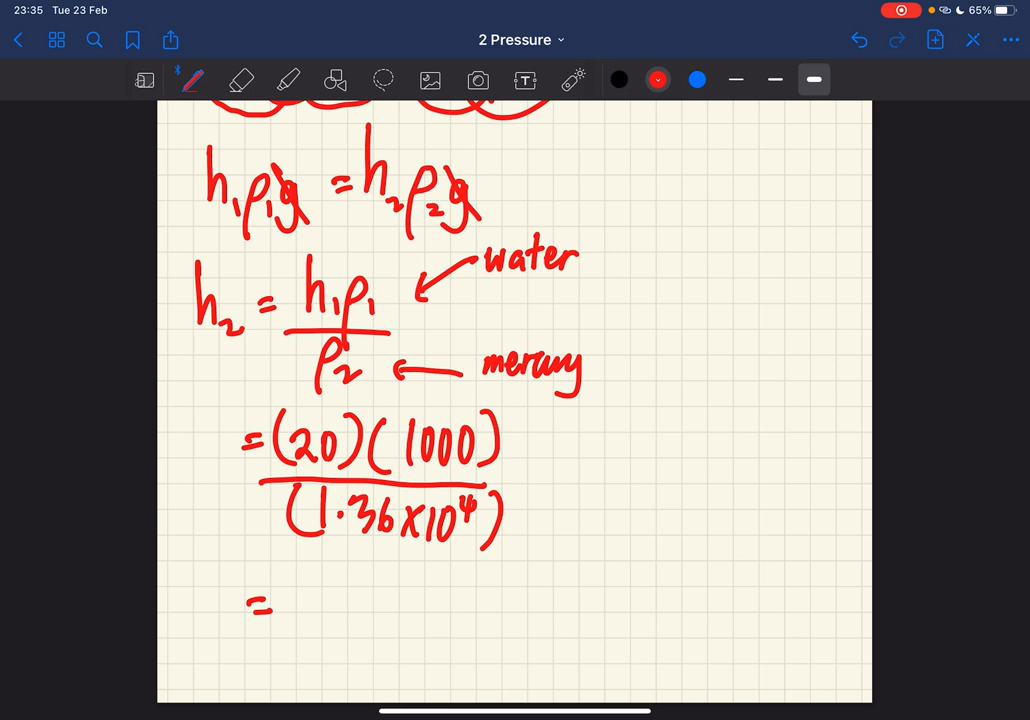 23:35 Tue 23 Feb
65%
2 Pressure
T
h₁ρ₁g = h₂ρ₂g
water
h₂ = h₁ρ₁
ρ₂
mercury
= (20)(1000)
(1.36×10⁴)
=